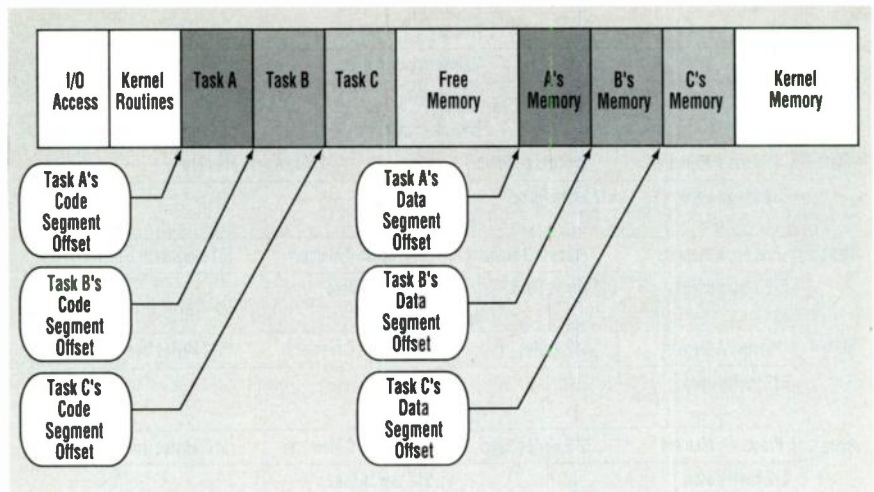 I/O
Access
Kernel
Routines
Task A
Task B
Task C
Free
Memory
A's
Memory
B's
Memory
C's
Memory
Kernel
Memory
Task A's
Code
Segment
Offset
Task B's
Code
Segment
Offset
Task C's
Code
Segment
Offset
Task A's
Data
Segment
Offset
Task B's
Data
Segment
Offset
Task C's
Data
Segment
Offset